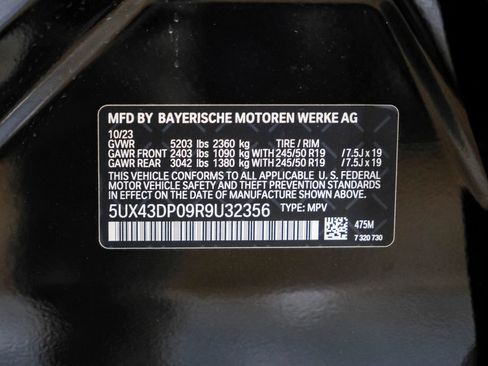 MFD BY BAYERISCHE MOTOREN WERKE AG
10/23
GVWR 5203 lbs 2360 kg TIRE / RIM
GAWR FRONT 2403 lbs 1090 kg WITH 245/50 R19 /7.5J x 19
GAWR REAR 3042 lbs 1380 kg WITH 245/50 R19 /7.5J x 19
THIS VEHICLE CONFORMS TO ALL APPLICABLE U. S. FEDERAL
MOTOR VEHICLE SAFETY AND THEFT PREVENTION STANDARDS
IN EFFECT ON THE DATE OF MANUFACTURE SHOWN ABOVE.
5UX43DP09R9U32356 TYPE: MPV
475M
7 320 730